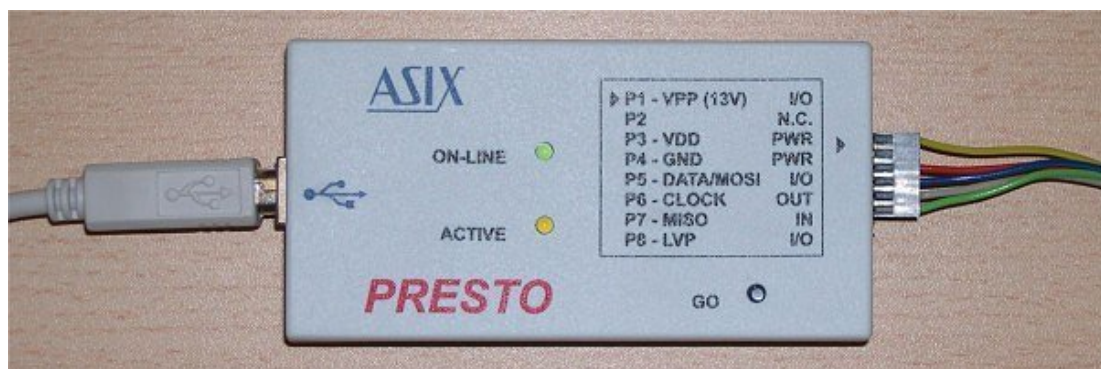 ASIX
ON-LINE
ACTIVE
PRESTO
P1 - VPP (13V) I/O
P2 N.C.
P3 - VDD PWR
P4 - GND PWR
P5 - DATA/MOSI I/O
P6 - CLOCK OUT
P7 - MISO IN
P8 - LVP I/O
GO